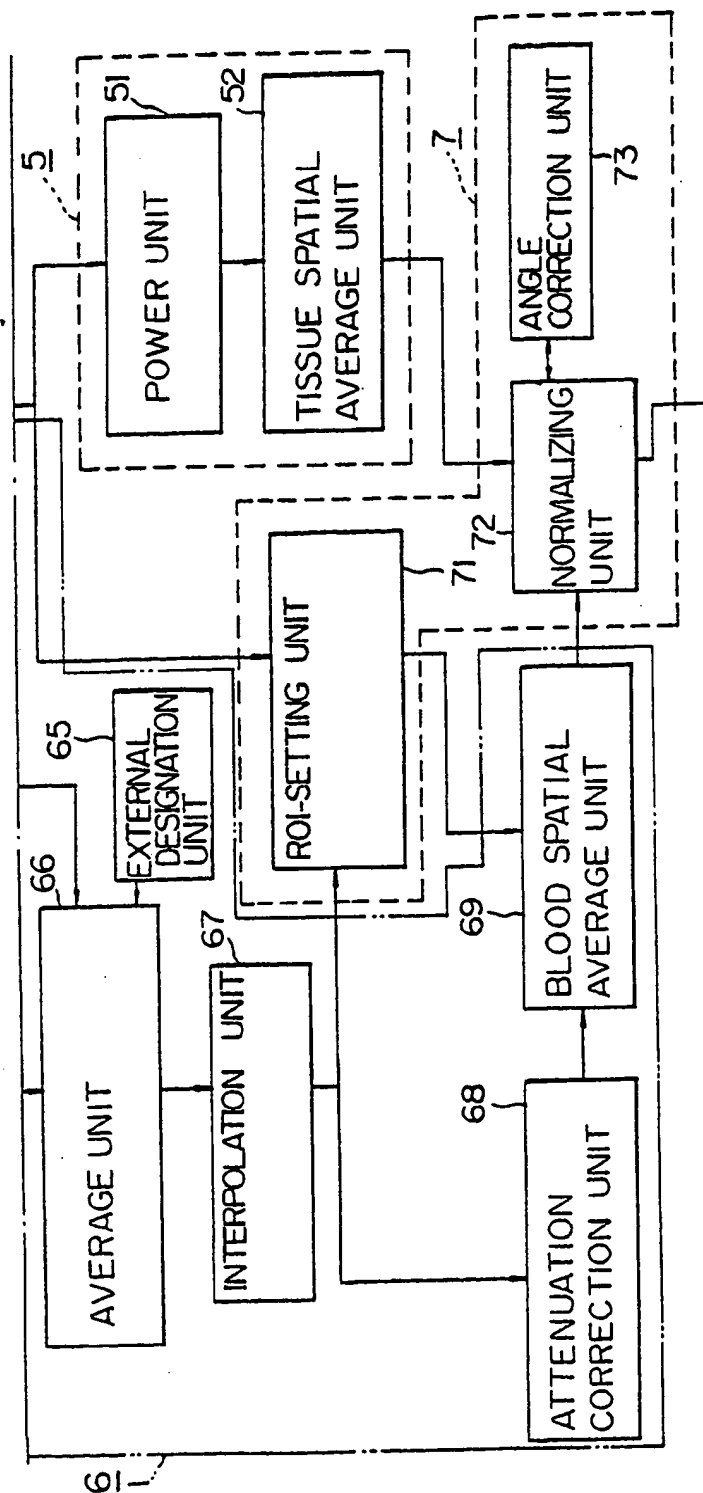 6
66
AVERAGE UNIT
65
EXTERNAL
DESIGNATION
UNIT
5
51
POWER UNIT
67
INTERPOLATION UNIT
52
TISSUE SPATIAL
AVERAGE UNIT
ROI-SETTING UNIT
71
7
68
ATTENUATION
CORRECTION UNIT
69
BLOOD SPATIAL
AVERAGE UNIT
72
NORMALIZING
UNIT
ANGLE
CORRECTION UNIT
73